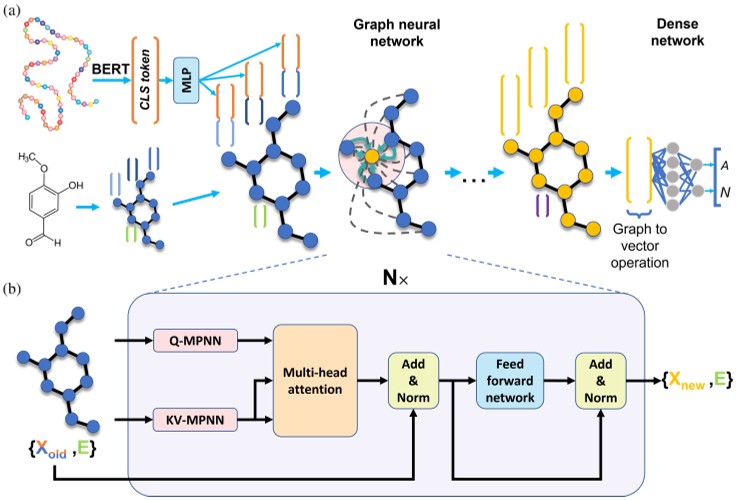 (a)
BERT
CLS token
MLP
Graph neural
network
Dense
network
CH₃
O
OH
O
H
...
A
N
Graph to
vector
operation
N×
(b)
Q-MPNN
KV-MPNN
Multi-head
attention
Add
&
Norm
Feed
forward
network
Add
&
Norm
{Xold ,E}
{Xnew ,E}